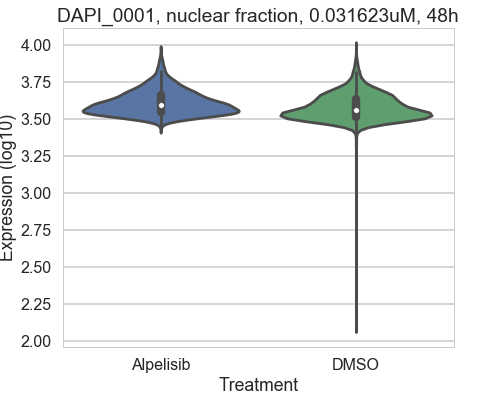 DAPI_0001, nuclear fraction, 0.031623uM, 48h
Expression (log10)
4.00
3.75
3.50
3.25
3.00
2.75
2.50
2.25
2.00
Alpelisib DMSO
Treatment